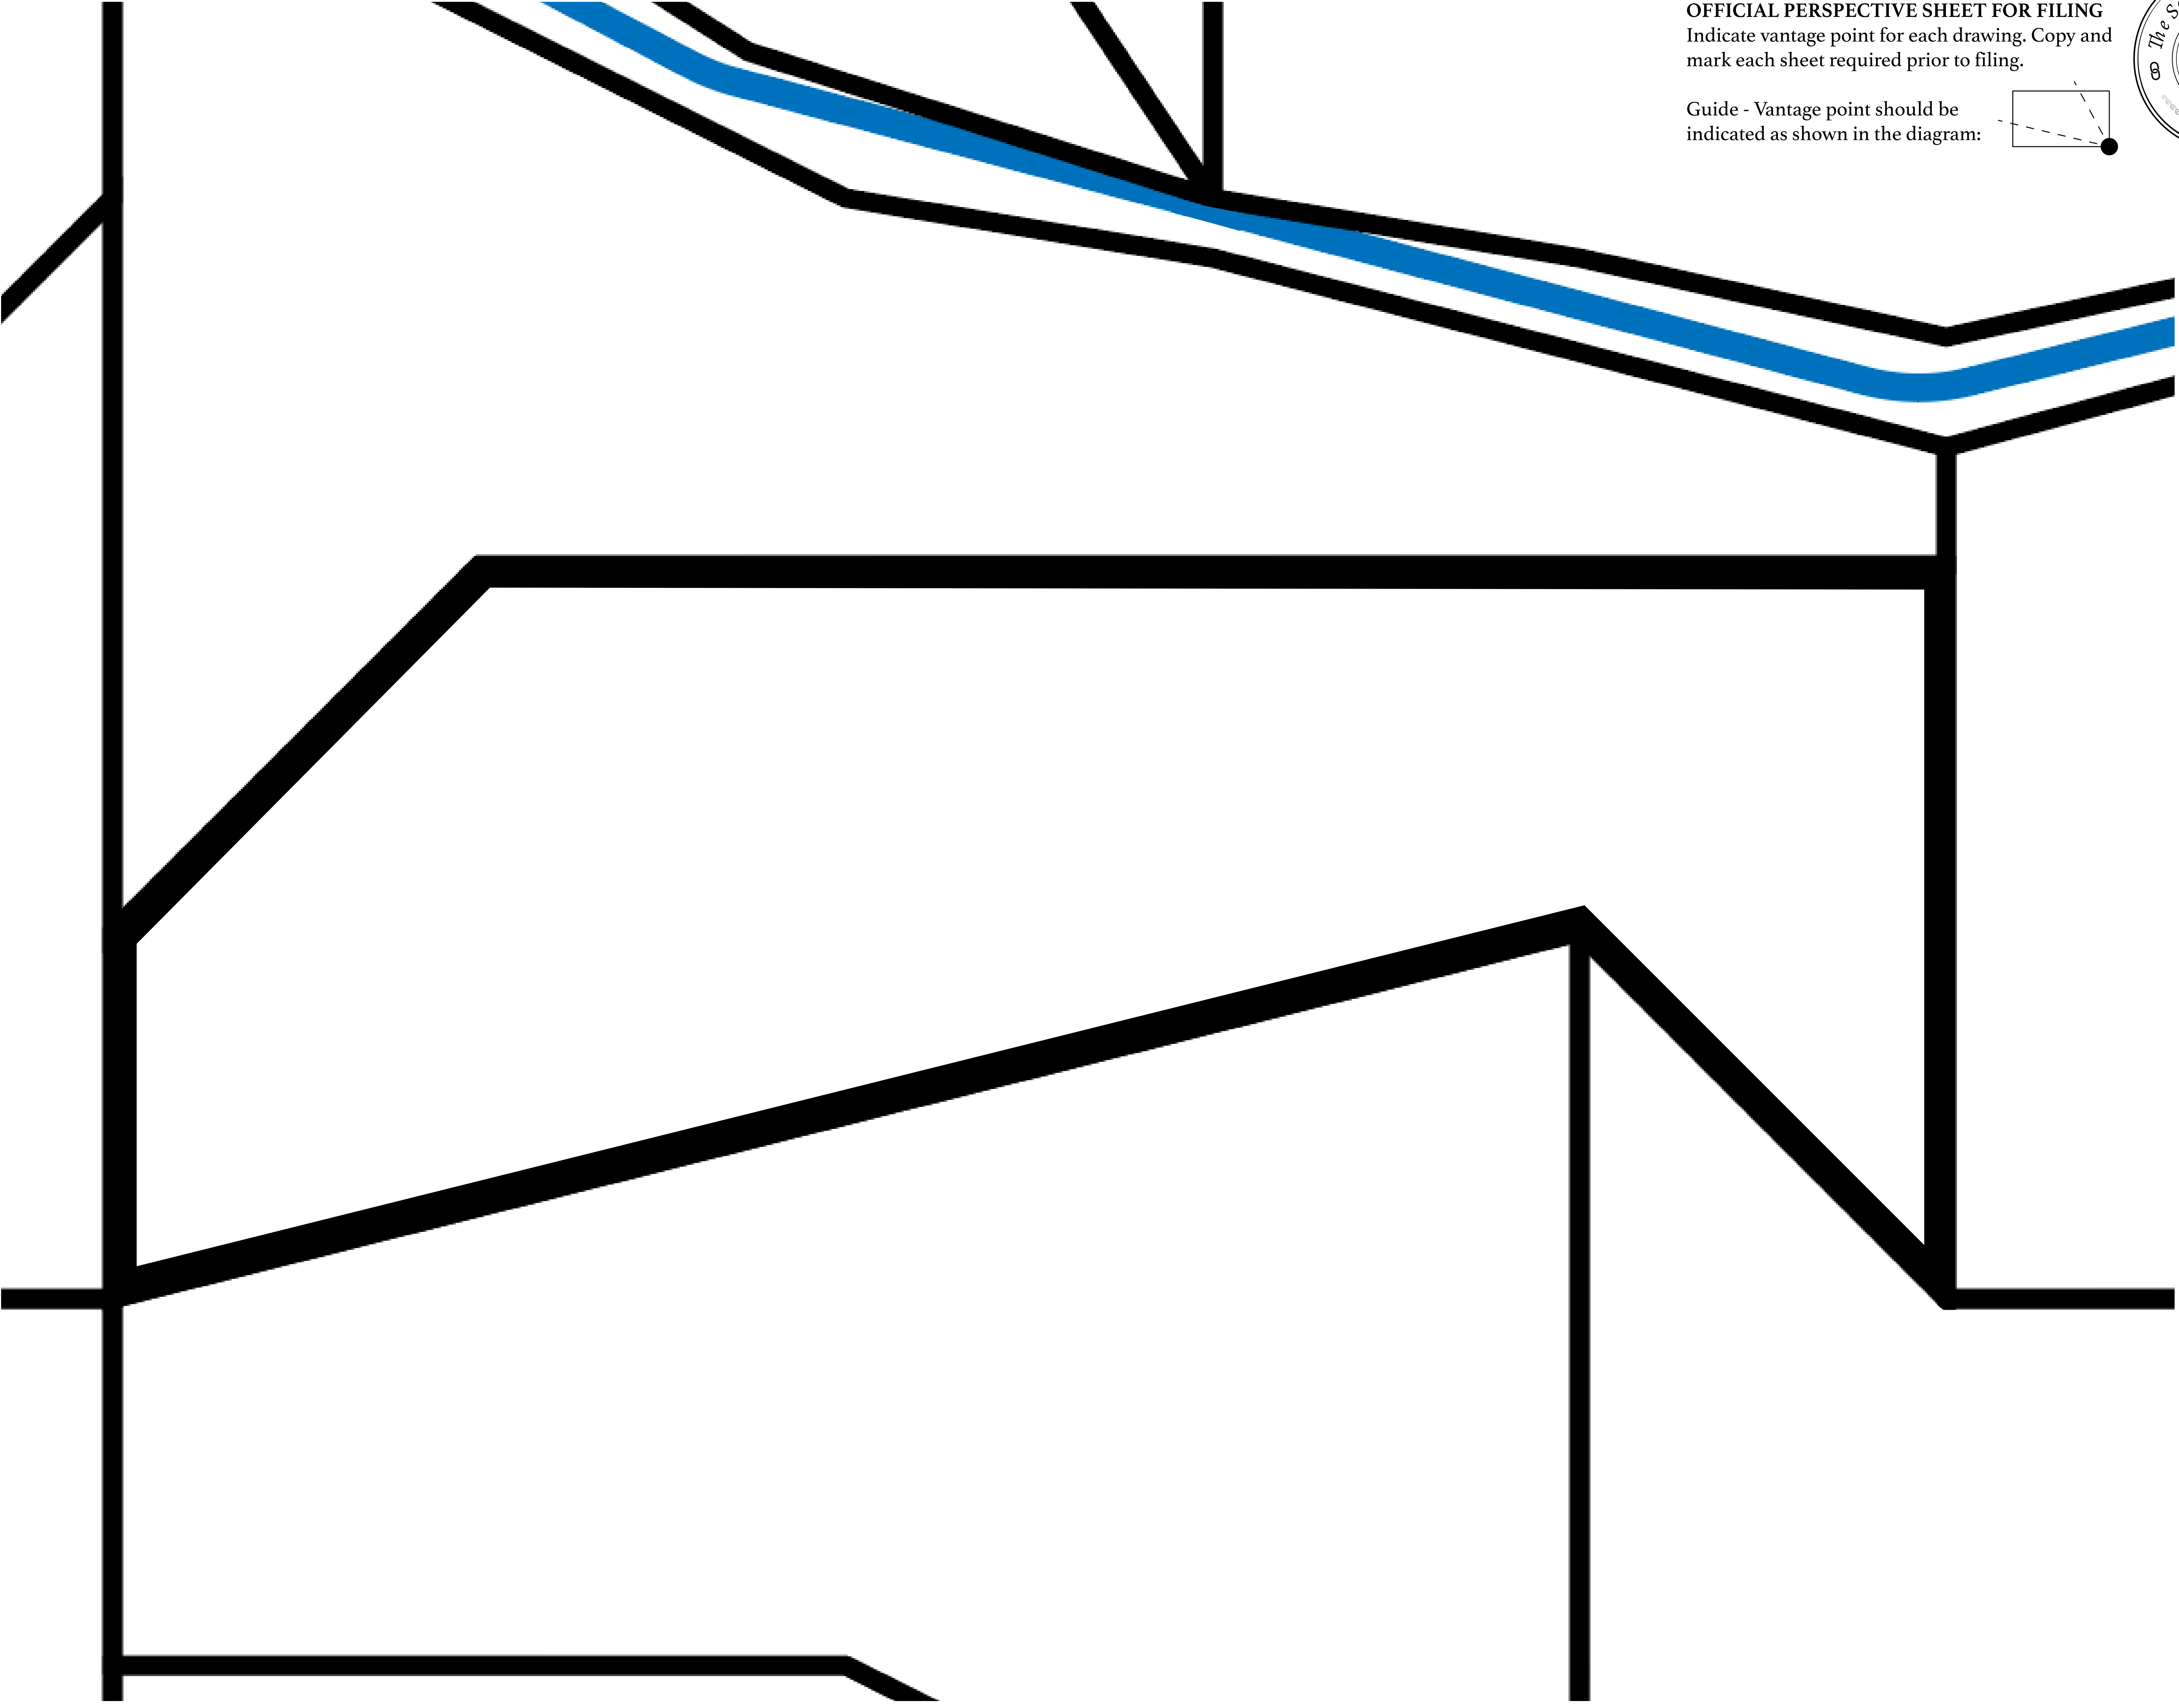 OFFICIAL PERSPECTIVE SHEET FOR FILING
Indicate vantage point for each drawing. Copy and
mark each sheet required prior to filing.
Guide - Vantage point should be
indicated as shown in the diagram:
The